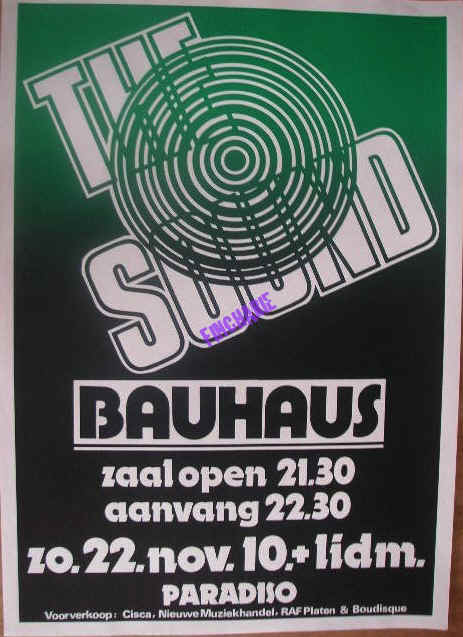 THE
SOUND
FINCHAVE
BAUHAUS
zaal open 21.30
aanvang 22.30
zo. 22. nov. 10.+ lidm.
PARADISO
Voorverkoop: Cisca, Nieuwe Muziekhandel, RAF Platen & Boudisque